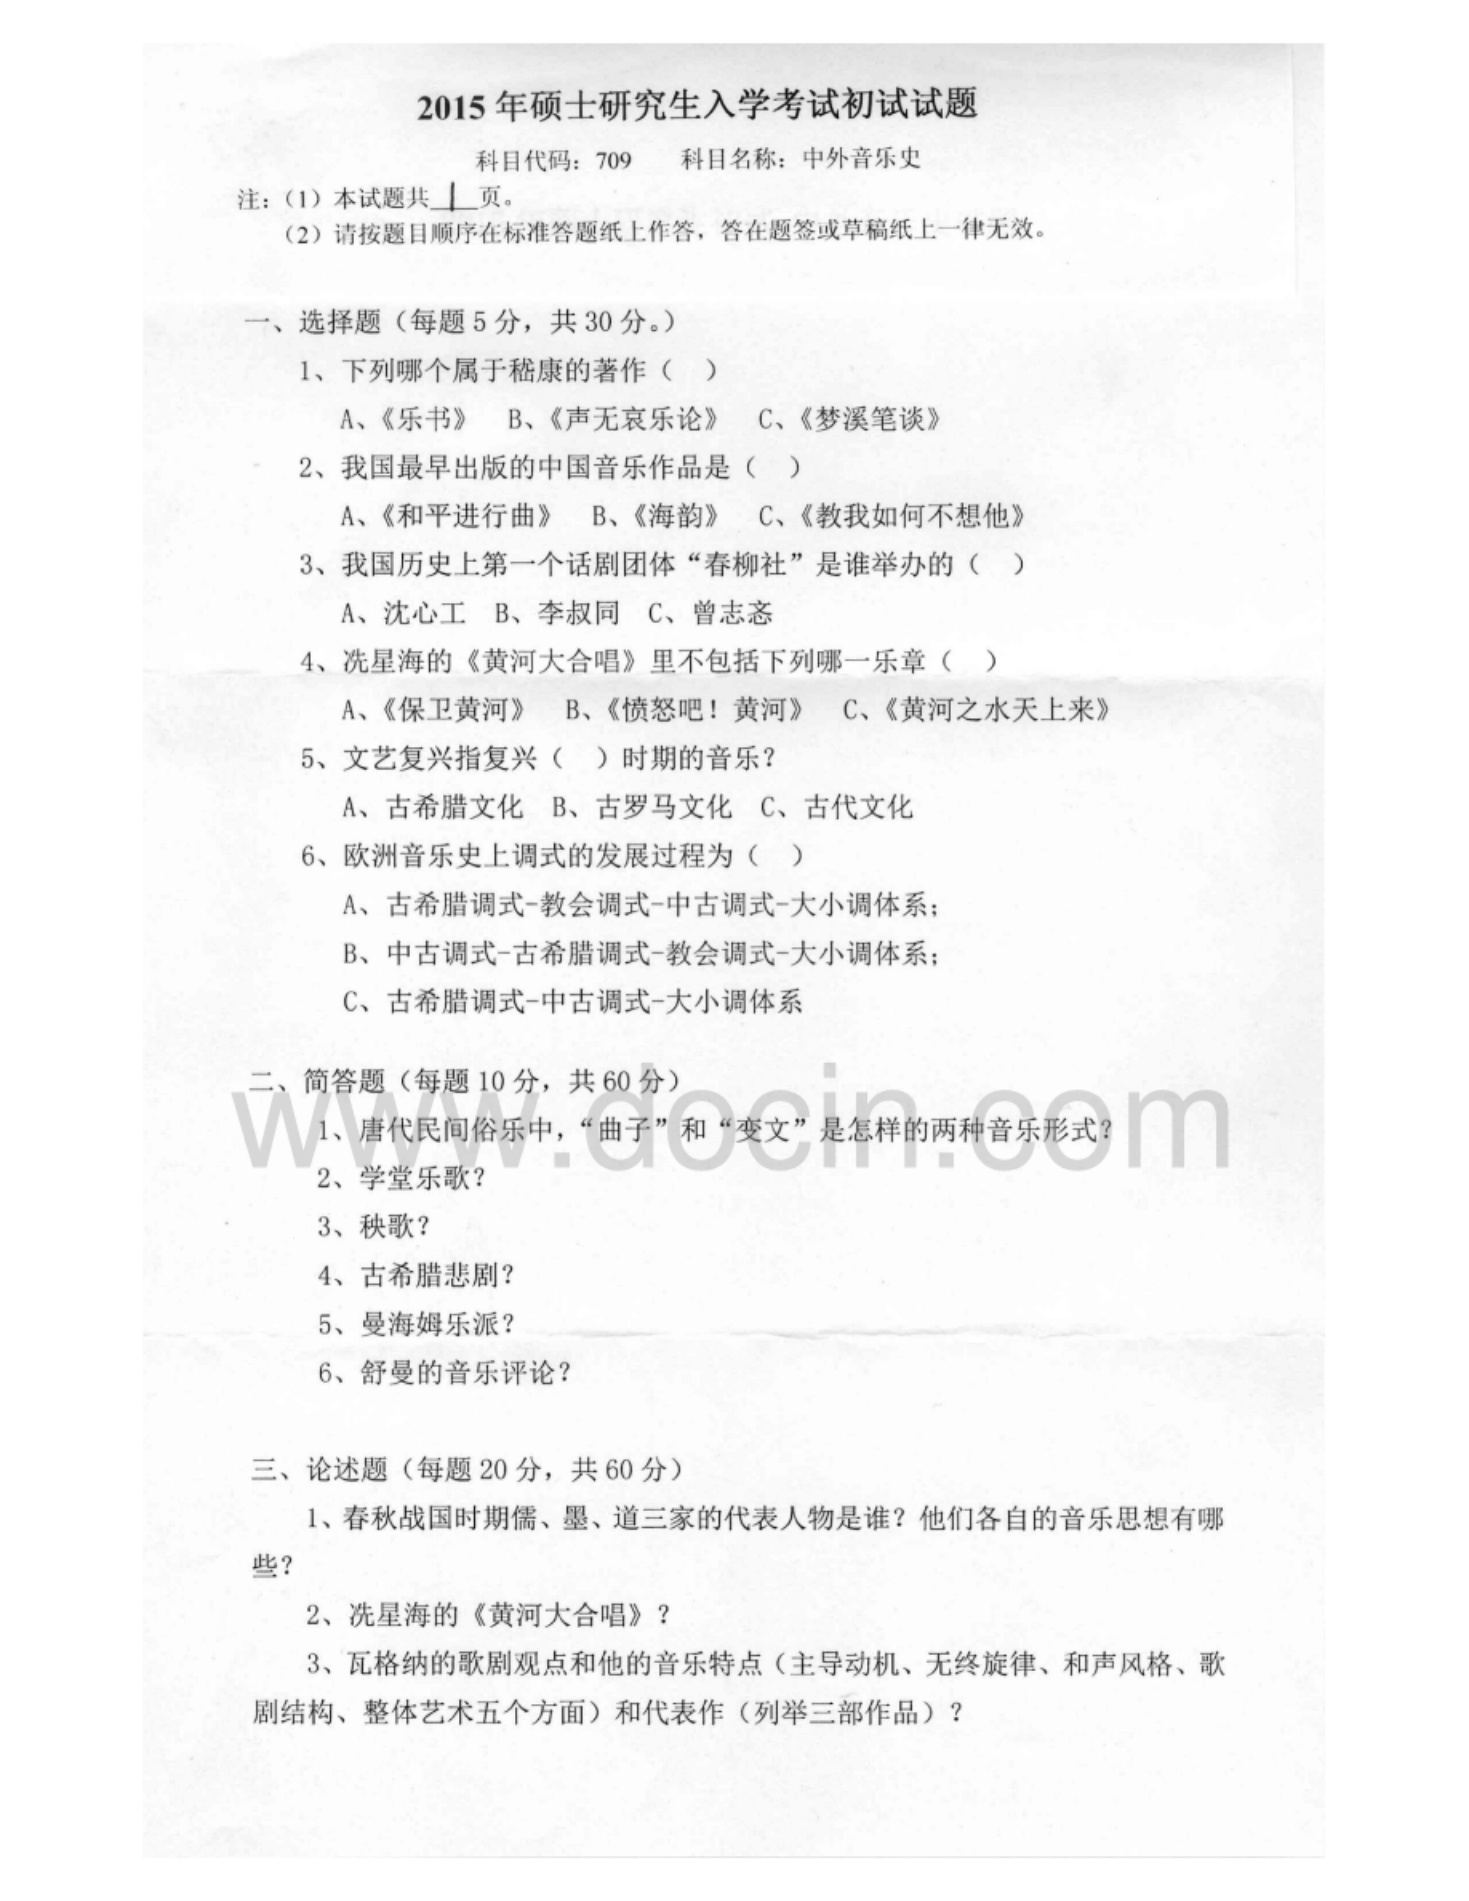 2015年硕士研究生入学考试初试试题
科目代码：709 科目名称：中外音乐史
注：（1）本试题共 1 页。
（2）请按题目顺序在标准答题纸上作答，答在题签或草稿纸上一律无效。
一、选择题（每题5分，共30分。）
1、下列哪个属于嵇康的著作（ ）
A、《乐书》 B、《声无哀乐论》 C、《梦溪笔谈》
2、我国最早出版的中国音乐作品是（ ）
A、《和平进行曲》 B、《海韵》 C、《教我如何不想他》
3、我国历史上第一个话剧团体“春柳社”是谁举办的（ ）
A、沈心工 B、李叔同 C、曾志忞
4、冼星海的《黄河大合唱》里不包括下列哪一乐章（ ）
A、《保卫黄河》 B、《愤怒吧！黄河》 C、《黄河之水天上来》
5、文艺复兴指复兴（ ）时期的音乐？
A、古希腊文化 B、古罗马文化 C、古代文化
6、欧洲音乐史上调式的发展过程为（ ）
A、古希腊调式-教会调式-中古调式-大小调体系；
B、中古调式-古希腊调式-教会调式-大小调体系；
C、古希腊调式-中古调式-大小调体系
二、简答题（每题10分，共60分）
www.docin.com
1、唐代民间俗乐中，“曲子”和“变文”是怎样的两种音乐形式？
2、学堂乐歌？
3、秧歌？
4、古希腊悲剧？
5、曼海姆乐派？
6、舒曼的音乐评论？
三、论述题（每题20分，共60分）
1、春秋战国时期儒、墨、道三家的代表人物是谁？他们各自的音乐思想有哪
些？
2、冼星海的《黄河大合唱》？
3、瓦格纳的歌剧观点和他的音乐特点（主导动机、无终旋律、和声风格、歌
剧结构、整体艺术五个方面）和代表作（列举三部作品）？